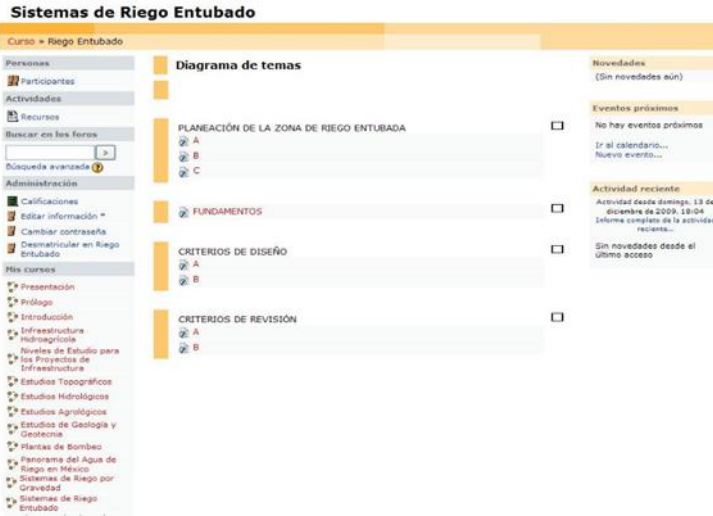 Sistemas de Riego Entubado
Curso » Riego Entubado
Personas
Participantes
Actividades
Recursos
Buscar en los foros
>
Búsqueda avanzada ?
Administración
Calificaciones
Editar información *
Cambiar contraseña
Desmatricular en Riego
Entubado
Mis cursos
Presentación
Prólogo
Introducción
Infraestructura
Hidroagrícola
Niveles de Estudio para
los Proyectos de
Infraestructura
Estudios Topográficos
Estudios Hidrológicos
Estudios Agrológicos
Estudios de Geología y
Geotecnia
Plantas de Bombeo
Panorama del Agua de
Riego en México
Sistemas de Riego por
Gravedad
Sistemas de Riego
Entubado
Diagrama de temas
PLANEACIÓN DE LA ZONA DE RIEGO ENTUBADA
A
B
C
FUNDAMENTOS
CRITERIOS DE DISEÑO
A
B
CRITERIOS DE REVISIÓN
A
B
Novedades
(Sin novedades aún)
Eventos próximos
No hay eventos próximos
Ir al calendario...
Nuevo evento...
Actividad reciente
Actividad desde domingo, 13 de
diciembre de 2009, 18:04
Informe completo de la actividad
reciente...
Sin novedades desde el
último acceso